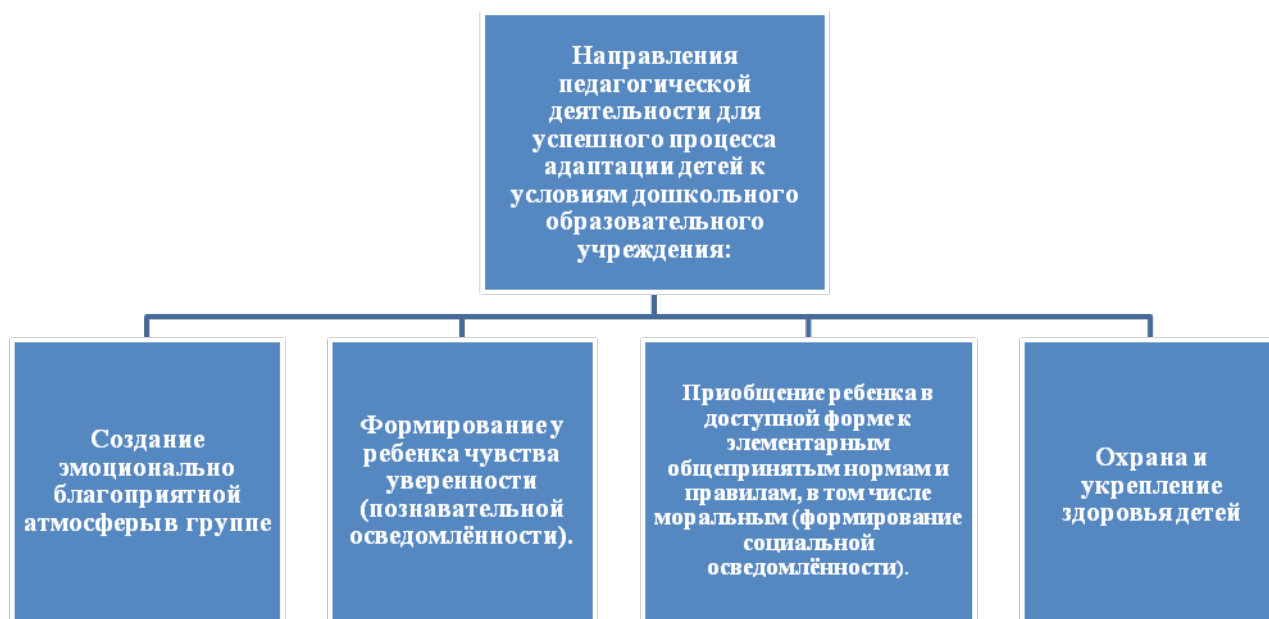 Направления
педагогической
деятельности для
успешного процесса
адаптации детей к
условиям дошкольного
образовательного
учреждения:
Создание
эмоционально
благоприятной
атмосферы в группе
Формирование у
ребенка чувства
уверенности
(познавательной
осведомлённости).
Приобщение ребенка в
доступной форме к
элементарным
общепринятым нормам и
правилам, в том числе
моральным (формирование
социальной
осведомлённости).
Охрана и
укрепление
здоровья детей